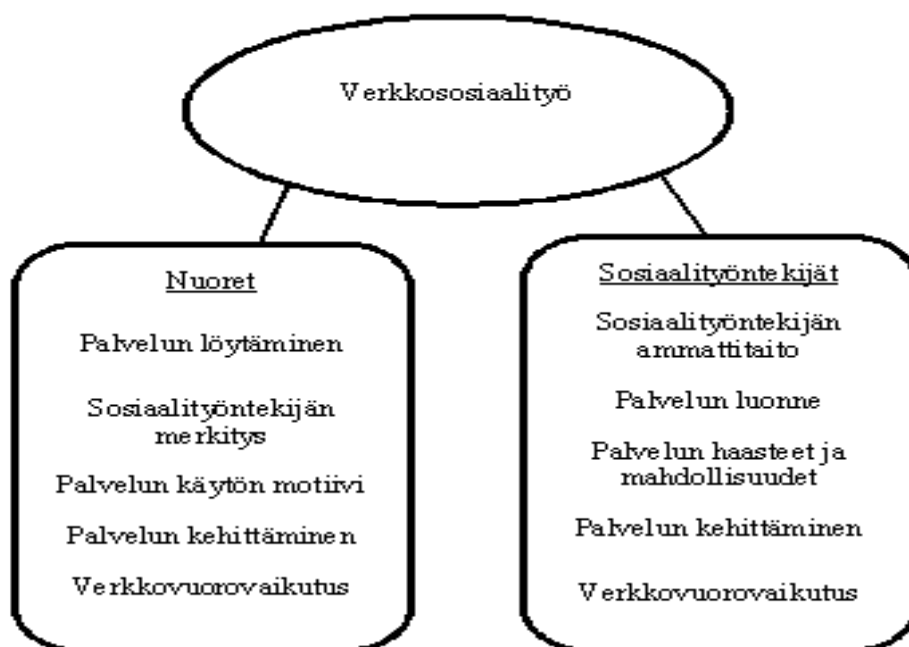 Verkkososiaalityö
Nuoret
Palvelun löytäminen
Sosiaalityöntekijän
merkitys
Palvelun käytön motiivi
Palvelun kehittäminen
Verkkovuorovaikutus
Sosiaalityöntekijät
Sosiaalityöntekijän
ammattitaito
Palvelun luonne
Palvelun haasteet ja
mahdollisuudet
Palvelun kehittäminen
Verkkovuorovaikutus